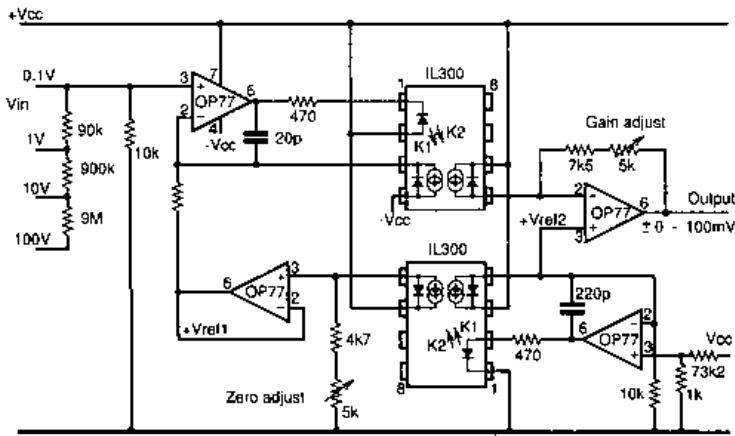 +Vcc
IL300
1
8
0.1V
3
7
6
+
OP77
-
2
4
-Vcc
470
20p
K1
K2
Gain adjust
Vin
90k
10k
1V
900k
10V
9M
100V
7k5
5k
-Vcc
+Vref2
2
-
OP77
6
+
3
Output
± 0 - 100mV
IL300
6
OP77
+
3
-
2
+Vref1
220p
K1
K2
470
6
-
2
OP77
+
3
Vcc
73k2
4k7
8
1
10k
1k
Zero adjust
5k